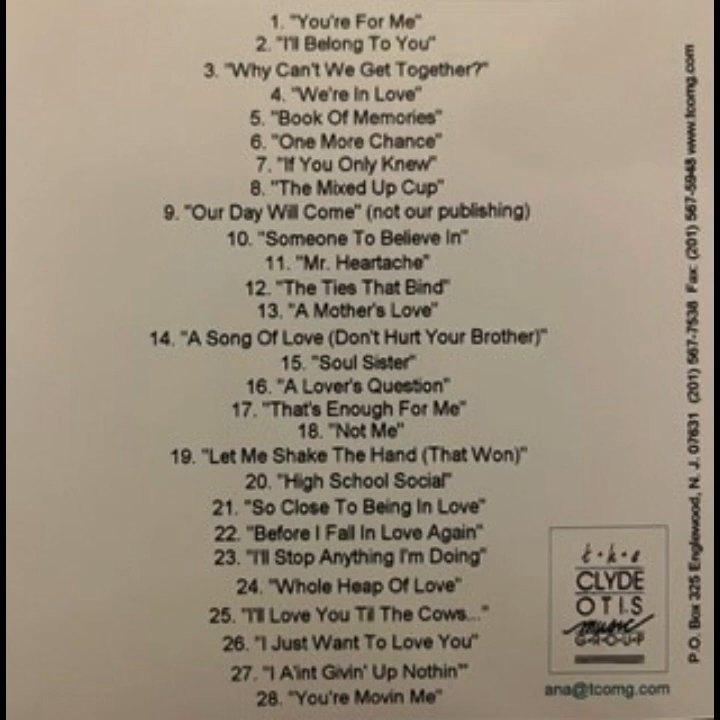 1. "You're For Me"
2. "I'll Belong To You"
3. "Why Can't We Get Together?"
4. "We're In Love"
5. "Book Of Memories"
6. "One More Chance"
7. "If You Only Knew"
8. "The Mixed Up Cup"
9. "Our Day Will Come" (not our publishing)
10. "Someone To Believe In"
11. "Mr. Heartache"
12. "The Ties That Bind"
13. "A Mother's Love"
14. "A Song Of Love (Don't Hurt Your Brother)"
15. "Soul Sister"
16. "A Lover's Question"
17. "That's Enough For Me"
18. "Not Me"
19. "Let Me Shake The Hand (That Won)"
20. "High School Social"
21. "So Close To Being In Love"
22. "Before I Fall In Love Again"
23. "I'll Stop Anything I'm Doing"
24. "Whole Heap Of Love"
25. "I'll Love You Til The Cows..."
26. "I Just Want To Love You"
27. "I A'int Givin' Up Nothin'"
28. "You're Movin Me"
t·h·e
CLYDE
OTIS
music
G·R·O·U·P
ana@tcomg.com
P.O. Box 325 Englewood, N. J. 07631 (201) 567-7538 Fax: (201) 567-5948 www.tcomg.com